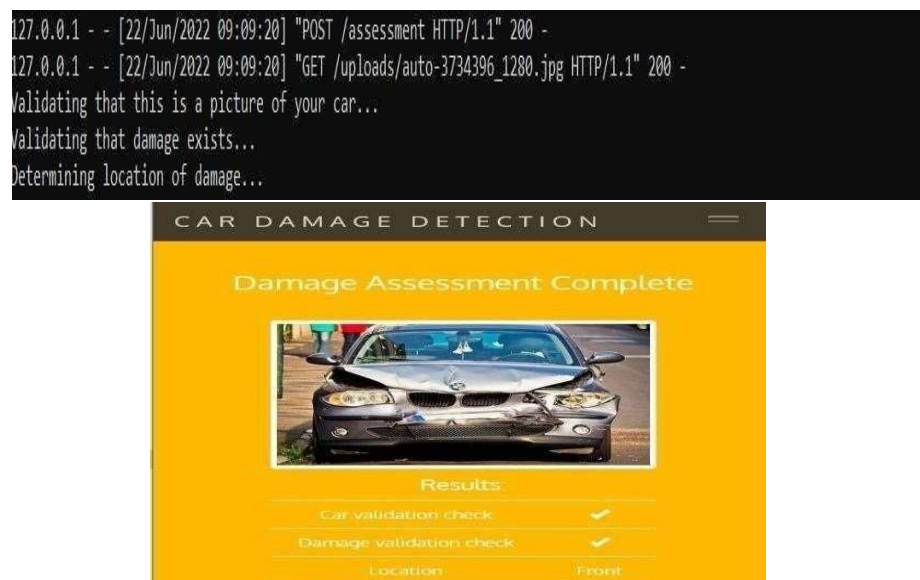 127.0.0.1 - - [22/Jun/2022 09:09:20] "POST /assessment HTTP/1.1" 200 -
127.0.0.1 - - [22/Jun/2022 09:09:20] "GET /uploads/auto-3734396_1280.jpg HTTP/1.1" 200 -
Validating that this is a picture of your car...
Validating that damage exists...
Determining location of damage...
CAR DAMAGE DETECTION
Damage Assessment Complete
Results:
Car validation check ✓
Damage validation check ✓
Location Front